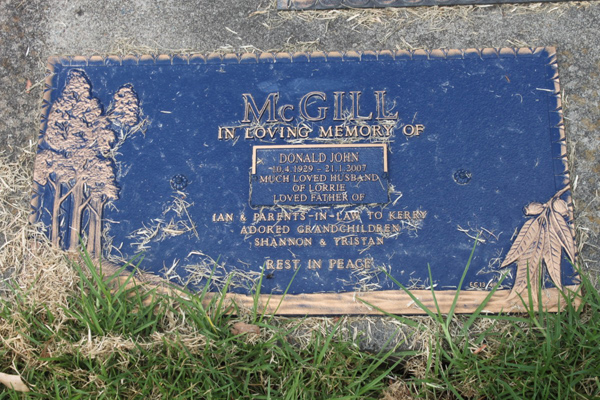 McGILL
IN LOVING MEMORY OF
DONALD JOHN
10.4.1929 - 21.1.2007
MUCH LOVED HUSBAND
OF LORRIE
LOVED FATHER OF
IAN & PARENTS-IN-LAW TO KERRY
ADORED GRANDCHILDREN
SHANNON & TRISTAN
REST IN PEACE